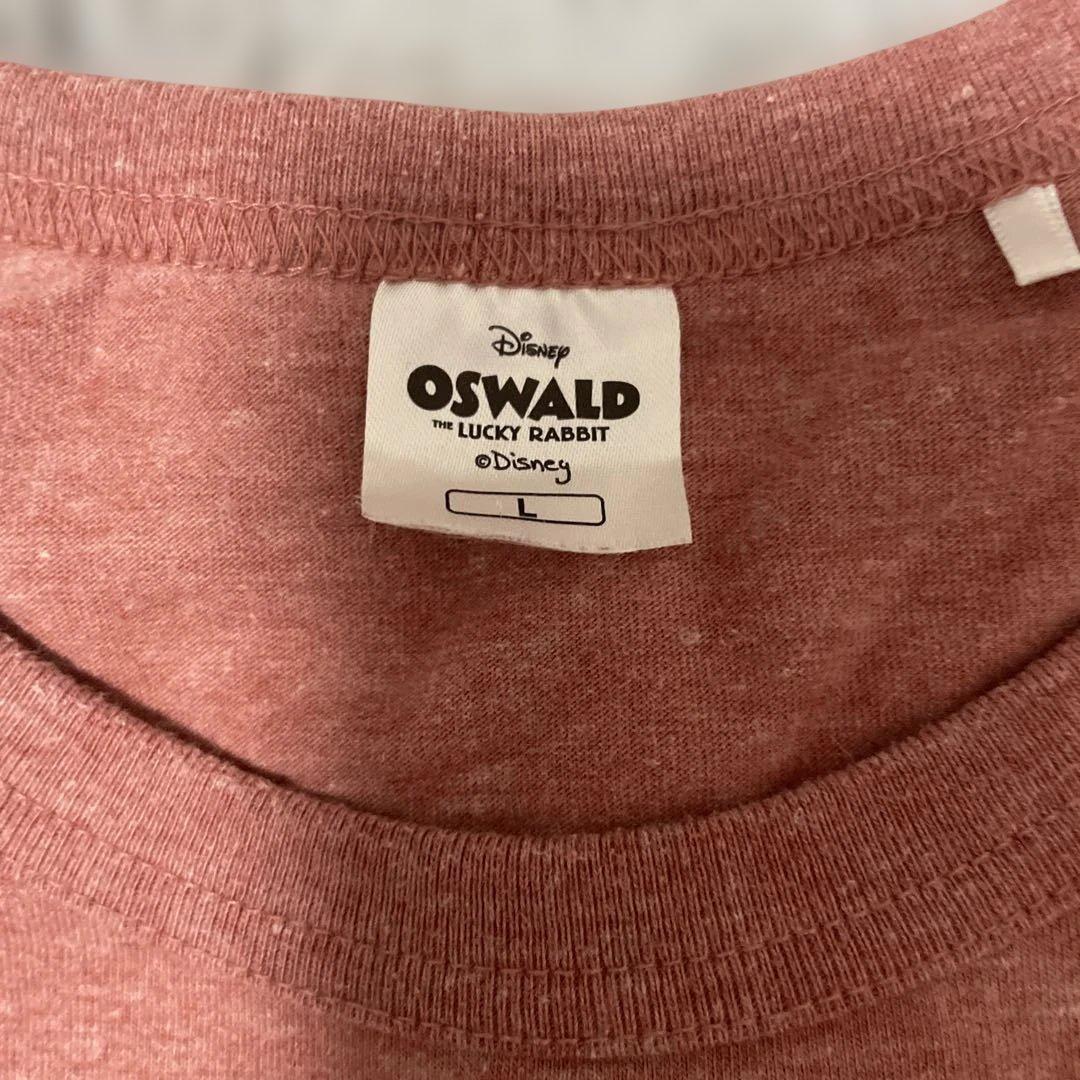 Disney
OSWALD
THE LUCKY RABBIT
©Disney
L